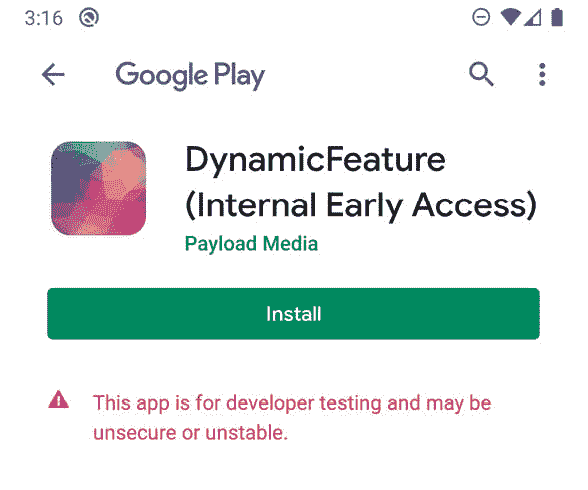 3:16
Google Play
DynamicFeature
(Internal Early Access)
Payload Media
Install
This app is for developer testing and may be
unsecure or unstable.